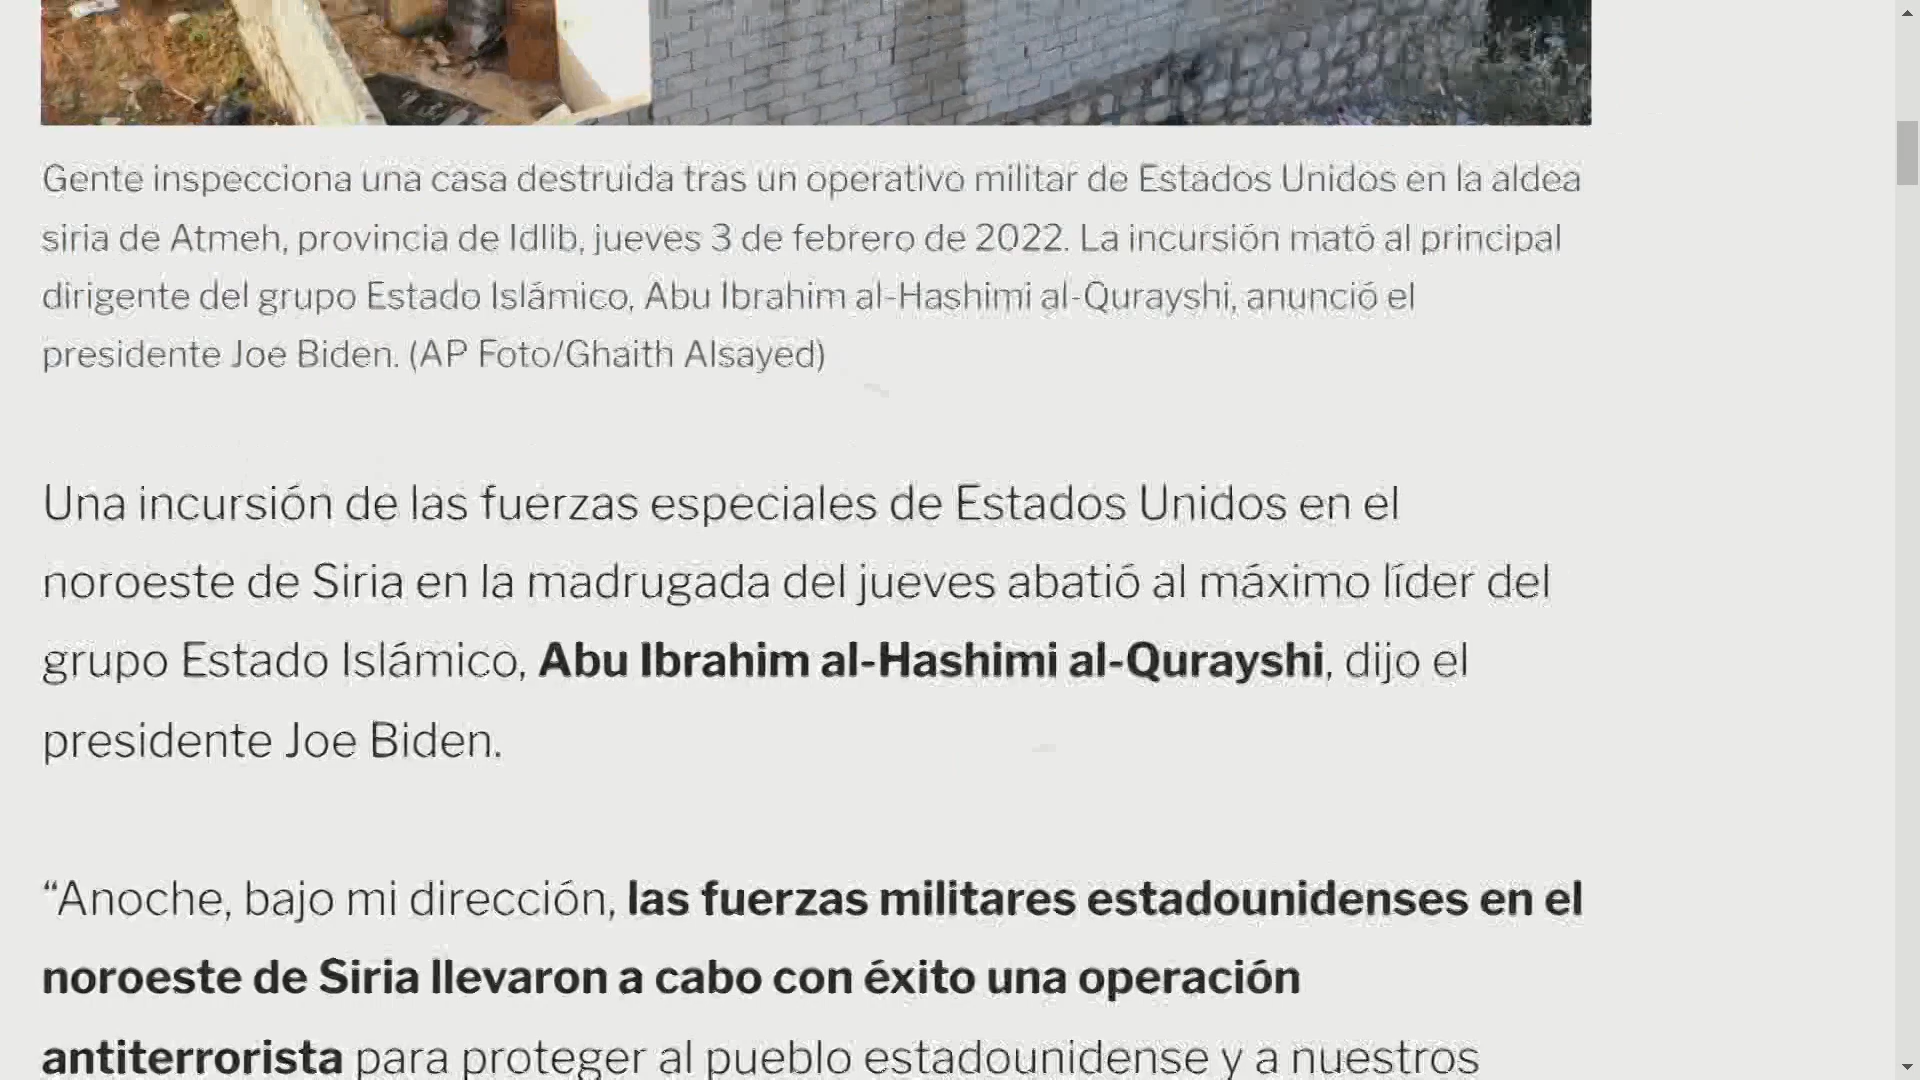 Gente inspecciona una casa destruida tras un operativo militar de Estados Unidos en la aldea
siria de Atmeh, provincia de Idlib, jueves 3 de febrero de 2022. La incursión mató al principal
dirigente del grupo Estado Islámico, Abu Ibrahim al-Hashimi al-Qurayshi, anunció el
presidente Joe Biden. (AP Foto/Ghaith Alsayed)
Una incursión de las fuerzas especiales de Estados Unidos en el
noroeste de Siria en la madrugada del jueves abatió al máximo líder del
grupo Estado Islámico, Abu Ibrahim al-Hashimi al-Qurayshi, dijo el
presidente Joe Biden.
“Anoche, bajo mi dirección, las fuerzas militares estadounidenses en el
noroeste de Siria llevaron a cabo con éxito una operación
antiterrorista para proteger al pueblo estadounidense y a nuestros